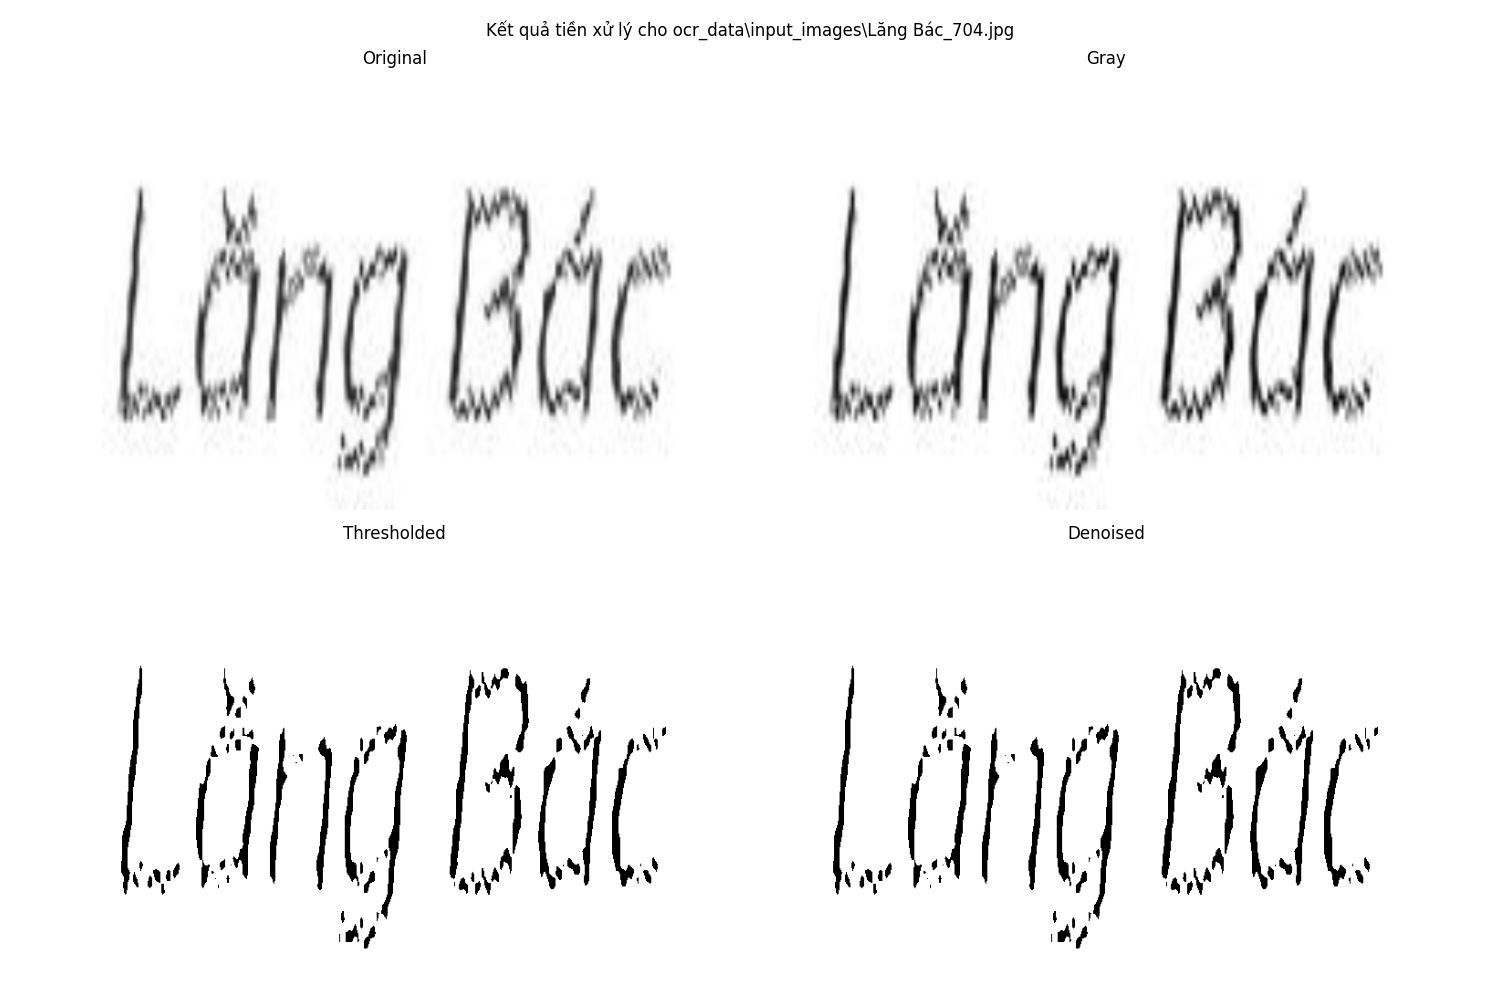 Kết quả tiền xử lý cho ocr_data\input_images\Lăng Bác_704.jpg
Original
Gray
Lăng Bác
Lăng Bác
Thresholded
Denoised
Lăng Bác
Lăng Bác